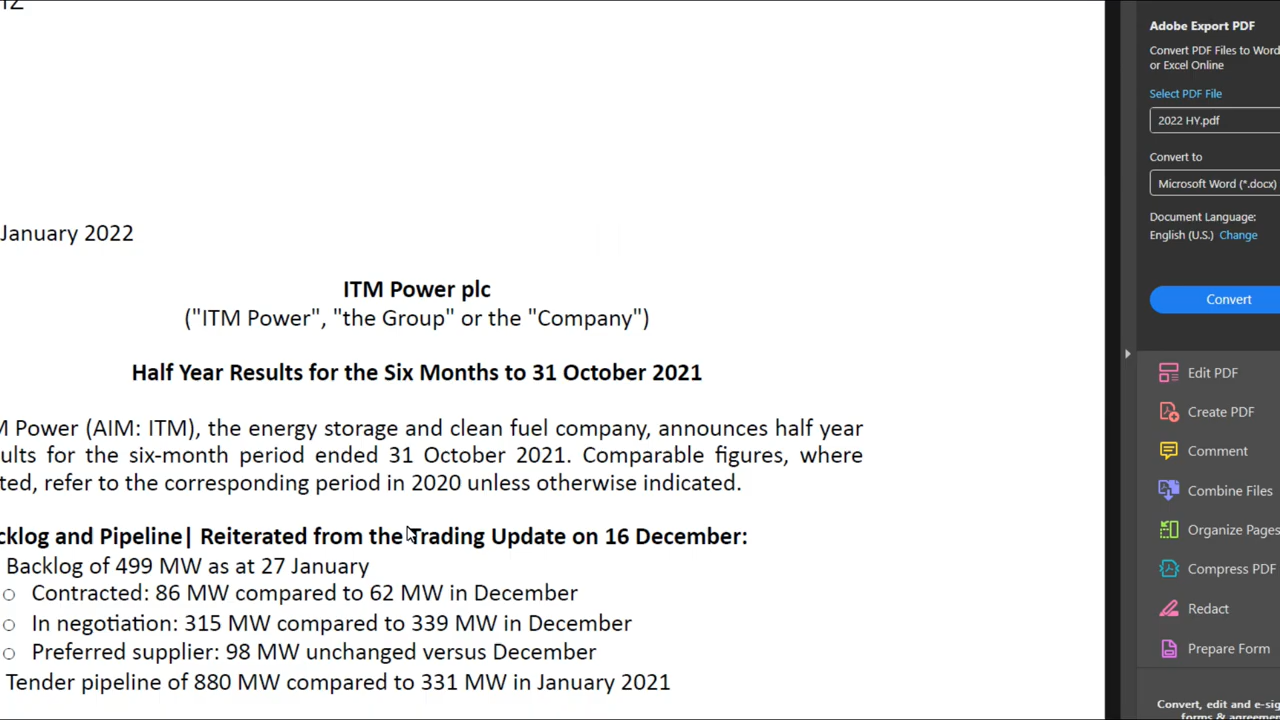 January 2022
ITM Power plc
("ITM Power", "the Group" or the "Company")
Half Year Results for the Six Months to 31 October 2021
M Power (AIM: ITM), the energy storage and clean fuel company, announces half year
ults for the six-month period ended 31 October 2021. Comparable figures, where
ted, refer to the corresponding period in 2020 unless otherwise indicated.
cklog and Pipeline| Reiterated from the Trading Update on 16 December:
Backlog of 499 MW as at 27 January
○ Contracted: 86 MW compared to 62 MW in December
○ In negotiation: 315 MW compared to 339 MW in December
○ Preferred supplier: 98 MW unchanged versus December
Tender pipeline of 880 MW compared to 331 MW in January 2021
Adobe Export PDF
Convert PDF Files to Word
or Excel Online
Select PDF File
2022 HY.pdf
Convert to
Microsoft Word (*.docx)
Document Language:
English (U.S.) Change
Convert
Edit PDF
Create PDF
Comment
Combine Files
Organize Pages
Compress PDF
Redact
Prepare Form
Convert, edit and e-sig
forms & agreeme